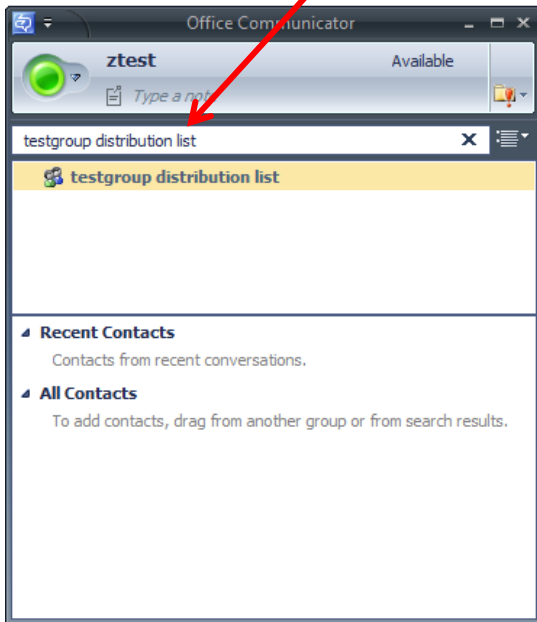 Office Communicator
ztest Available
Type a note
testgroup distribution list
testgroup distribution list
Recent Contacts
Contacts from recent conversations.
All Contacts
To add contacts, drag from another group or from search results.